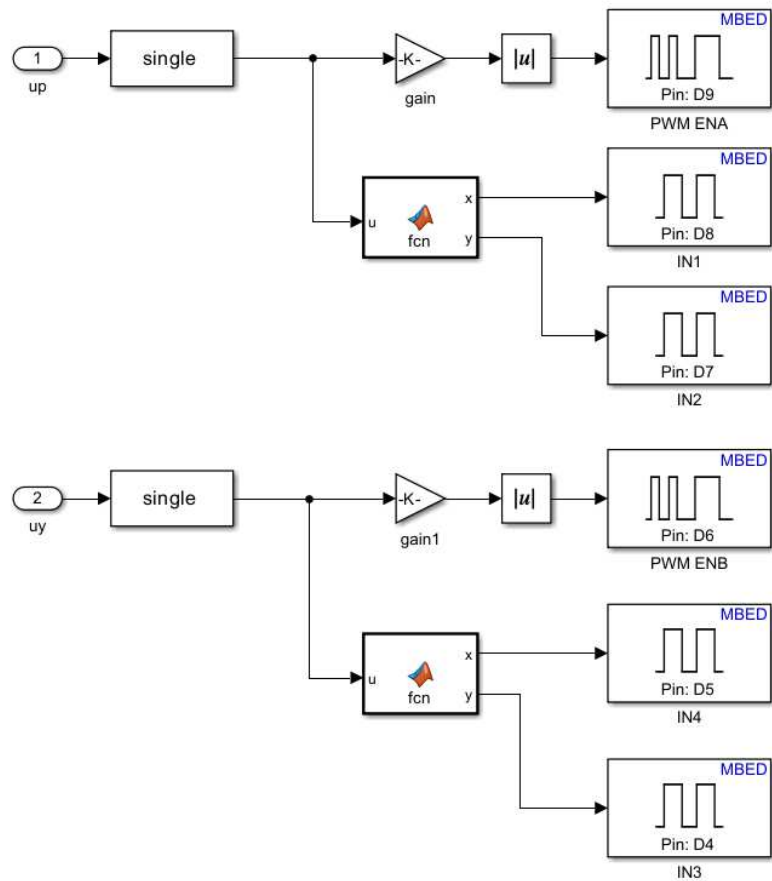 MBED
1
single
-K-
|u|
Pin: D9
up
gain
PWM ENA
MBED
u
fcn
x
y
Pin: D8
IN1
MBED
Pin: D7
IN2
MBED
2
single
-K-
|u|
Pin: D6
uy
gain1
PWM ENB
MBED
u
fcn
x
y
Pin: D5
IN4
MBED
Pin: D4
IN3